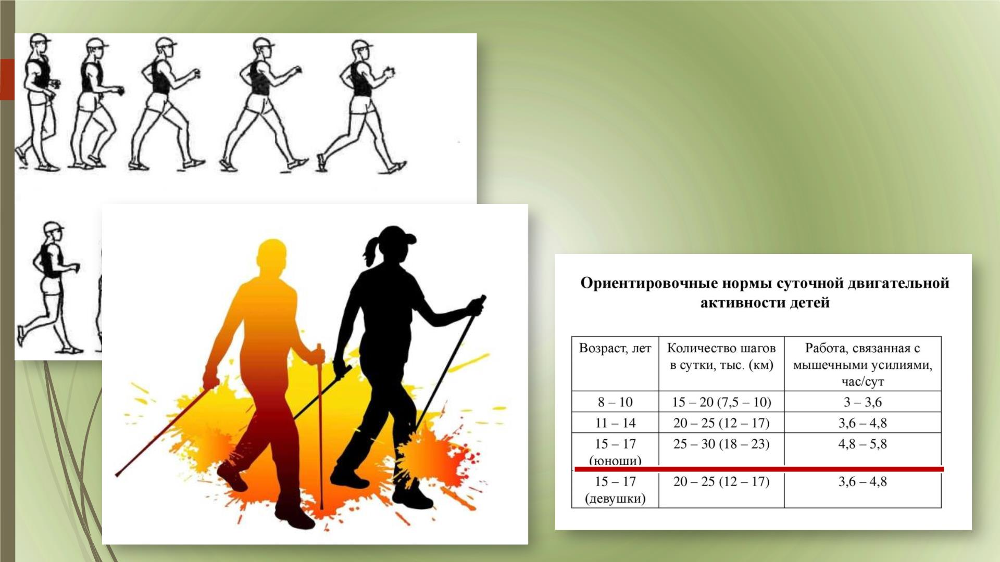 Ориентировочные нормы суточной двигательной
активности детей
Возраст, лет Количество шагов Работа, связанная с
в сутки, тыс. (км) мышечными усилиями,
час/сут
8 – 10 15 – 20 (7,5 – 10) 3 – 3,6
11 – 14 20 – 25 (12 – 17) 3,6 – 4,8
15 – 17 25 – 30 (18 – 23) 4,8 – 5,8
(юноши)
15 – 17 20 – 25 (12 – 17) 3,6 – 4,8
(девушки)